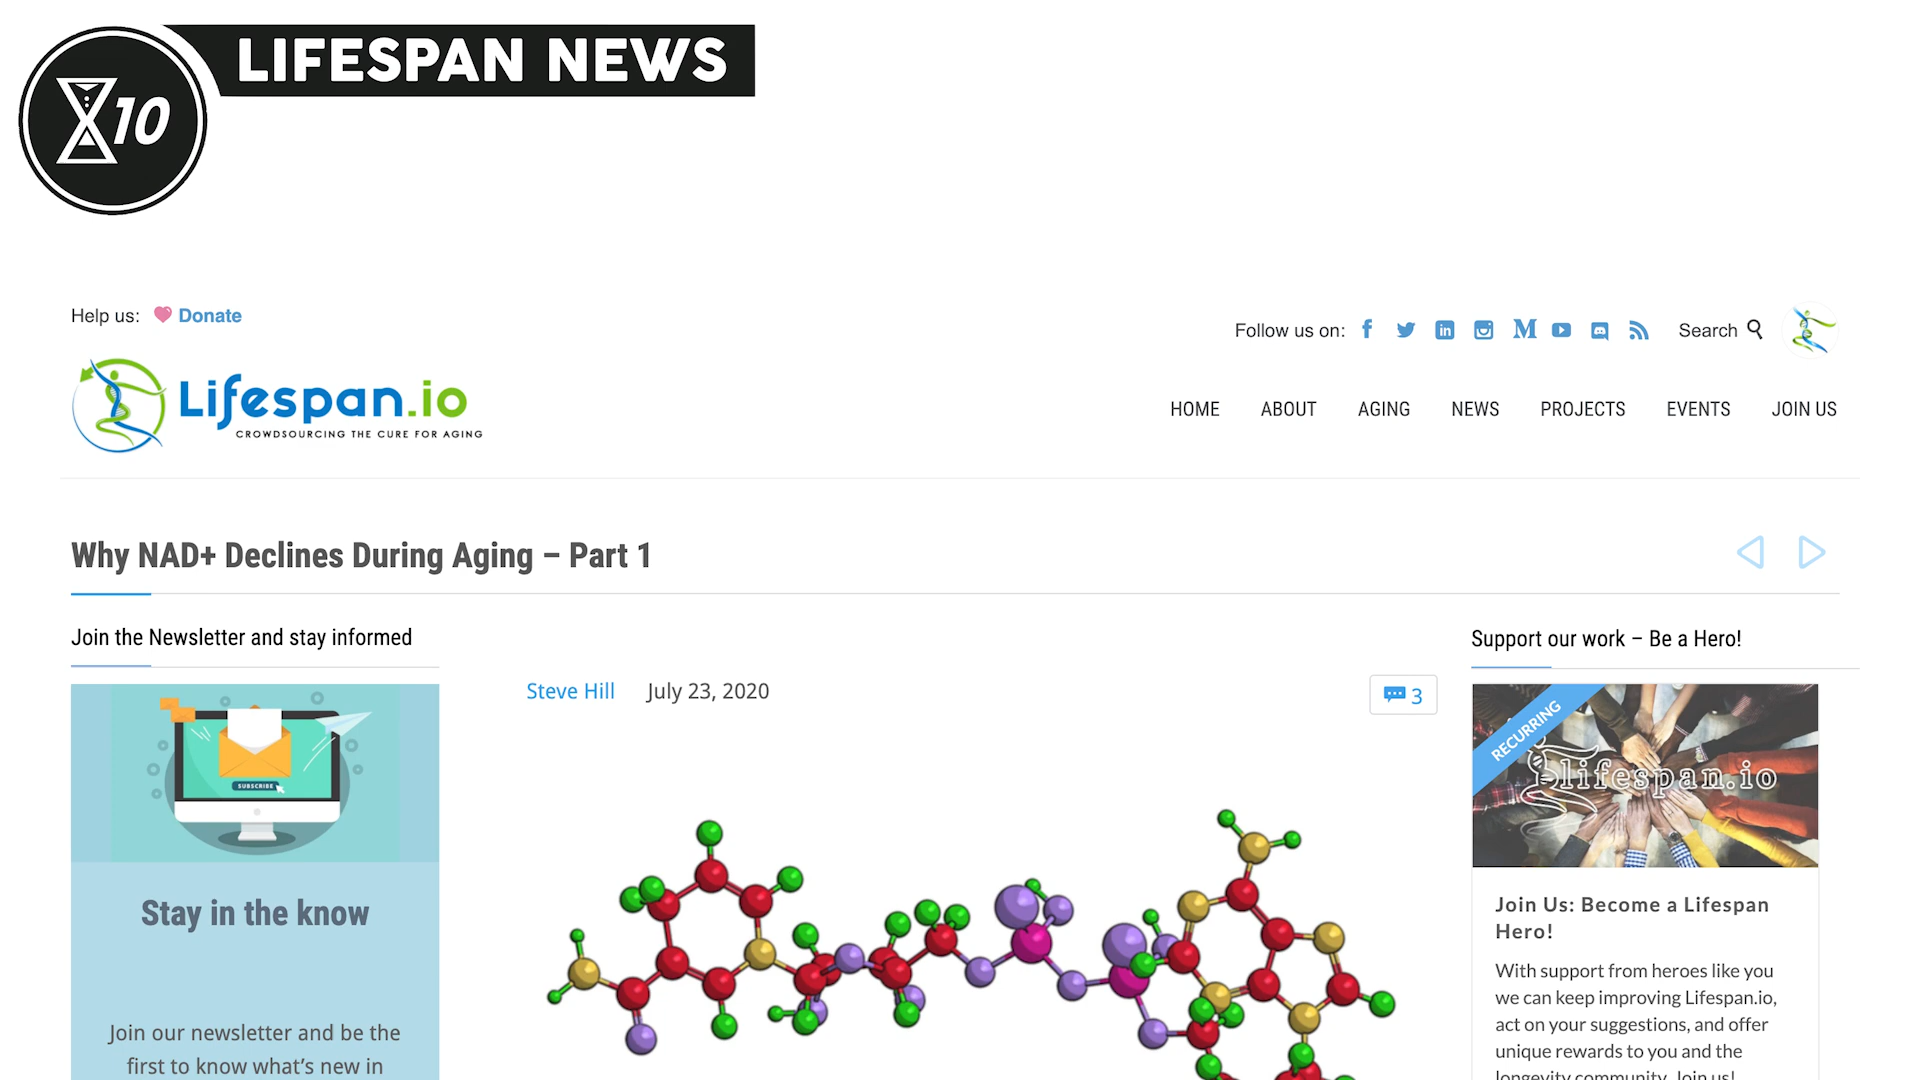 LIFESPAN NEWS
10
Help us: Donate
Follow us on:
Search
Lifespan.io
CROWDSOURCING THE CURE FOR AGING
HOME ABOUT AGING NEWS PROJECTS EVENTS JOIN US
Why NAD+ Declines During Aging – Part 1
Join the Newsletter and stay informed
SUBSCRIBE
Stay in the know
Join our newsletter and be the
first to know what's new in
Steve Hill July 23, 2020
3
Support our work – Be a Hero!
RECURRING
lifespan.io
Join Us: Become a Lifespan
Hero!
With support from heroes like you
we can keep improving Lifespan.io,
act on your suggestions, and offer
unique rewards to you and the
longevity community. Join us!